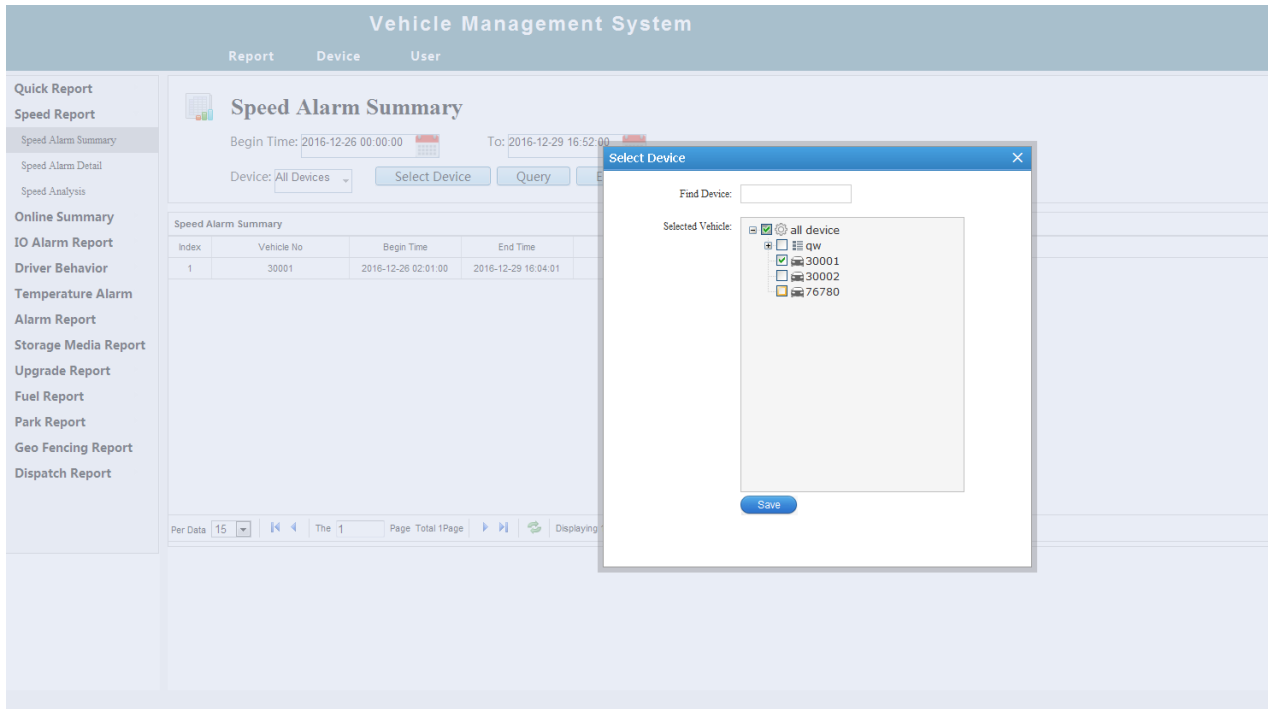 Vehicle Management System
Report Device User
Quick Report
Speed Report
Speed Alarm Summary
Speed Alarm Detail
Speed Analysis
Online Summary
IO Alarm Report
Driver Behavior
Temperature Alarm
Alarm Report
Storage Media Report
Upgrade Report
Fuel Report
Park Report
Geo Fencing Report
Dispatch Report
Speed Alarm Summary
Begin Time: 2016-12-26 00:00:00 To: 2016-12-29 16:52:00
Device: All Devices Select Device Query E
Speed Alarm Summary
Index Vehicle No Begin Time End Time
1 30001 2016-12-26 02:01:00 2016-12-29 16:04:01
Per Data 15 The 1 Page Total 1Page Displaying
Select Device
Find Device:
Selected Vehicle:
all device
qw
30001
30002
76780
Save